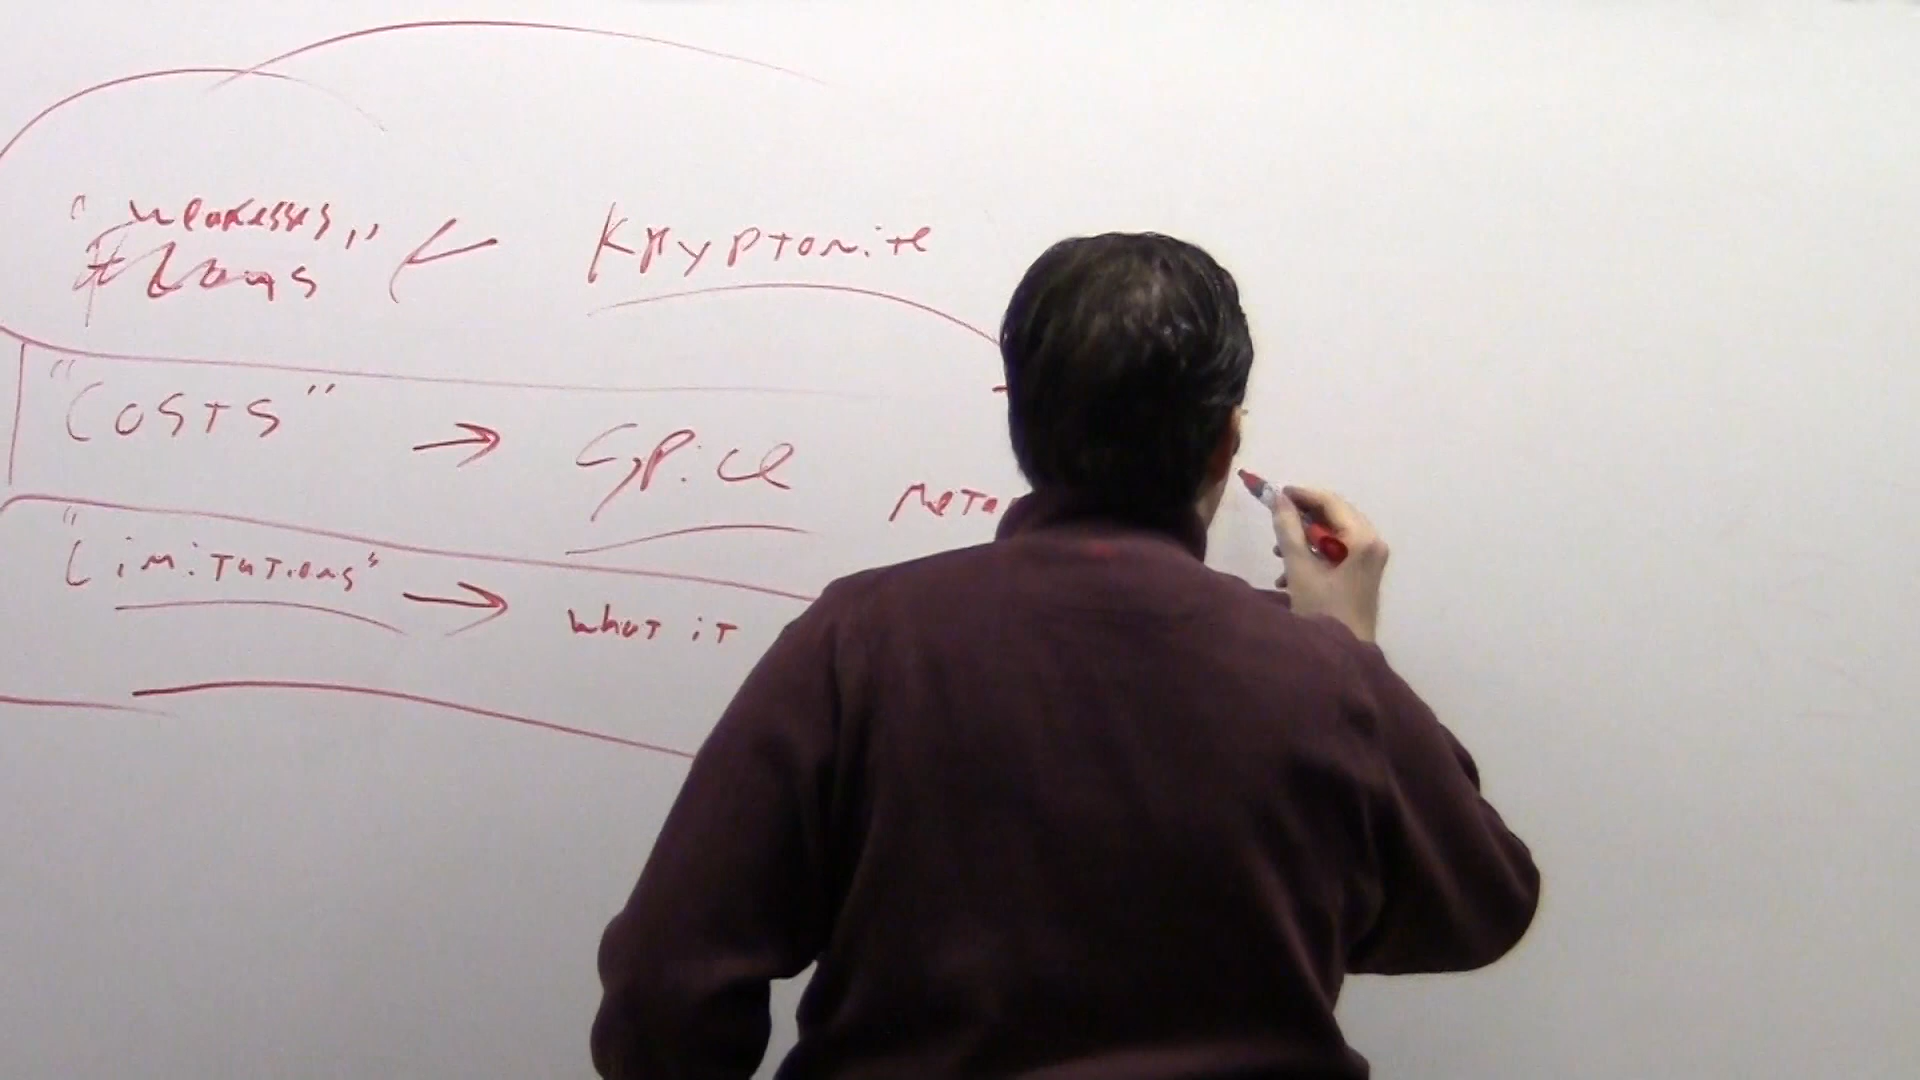 "weaknesses,"
Flaws
Kryptonite
"Costs"
Spice
"Limitations"
what it